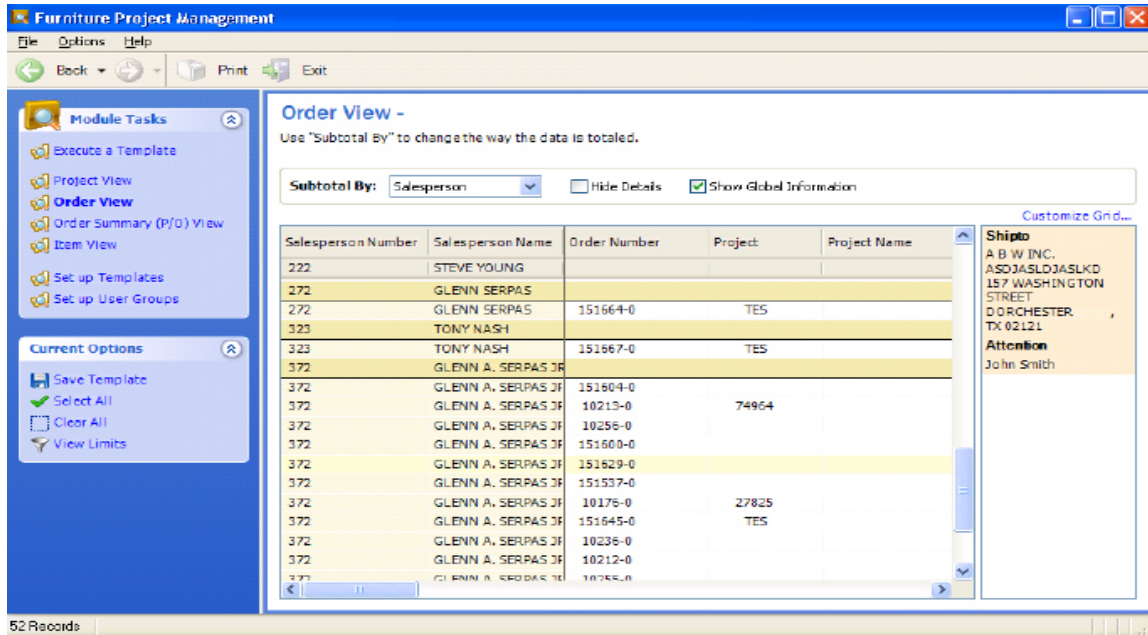 Furniture Project Management
File Options Help
Back Print Exit
Module Tasks
Execute a Template
Project View
Order View
Order Summary (P/O) View
Item View
Set up Templates
Set up User Groups
Current Options
Save Template
Select All
Clear All
View Limits
Order View -
Use "Subtotal By" to change the way the data is totaled.
Subtotal By: Salesperson Hide Details Show Global Information
Customize Grid...
Salesperson Number Salesperson Name Order Number Project Project Name
222 STEVE YOUNG
272 GLENN SERPAS
272 GLENN SERPAS 151664-0 TES
323 TONY NASH
323 TONY NASH 151667-0 TES
372 GLENN A. SERPAS JR
372 GLENN A. SERPAS JR 151604-0
372 GLENN A. SERPAS JR 10213-0 74964
372 GLENN A. SERPAS JR 10256-0
372 GLENN A. SERPAS JR 151600-0
372 GLENN A. SERPAS JR 151629-0
372 GLENN A. SERPAS JR 151537-0
372 GLENN A. SERPAS JR 10176-0 27825
372 GLENN A. SERPAS JR 151645-0 TES
372 GLENN A. SERPAS JR 10236-0
372 GLENN A. SERPAS JR 10212-0
372 GLENN A. SERPAS JR 10255-0
Shipto
A B W INC.
ASDJASLDJASLKD
157 WASHINGTON
STREET
DORCHESTER ,
TX 02121
Attention
John Smith
52 Records